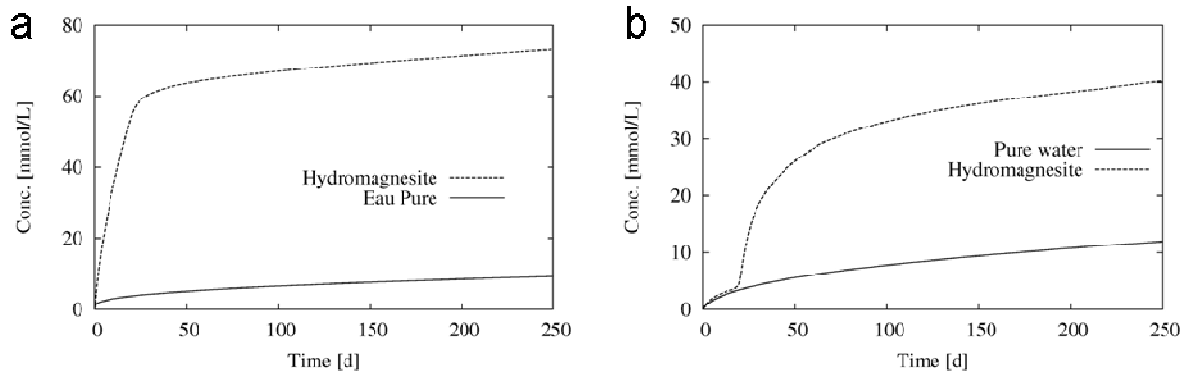 a
80
60
40
20
0
Conc. [mmol/L]
Hydromagnesite
Eau Pure
0 50 100 150 200 250
Time [d]
b
50
40
30
20
10
0
Conc. [mmol/L]
Pure water
Hydromagnesite
0 50 100 150 200 250
Time [d]